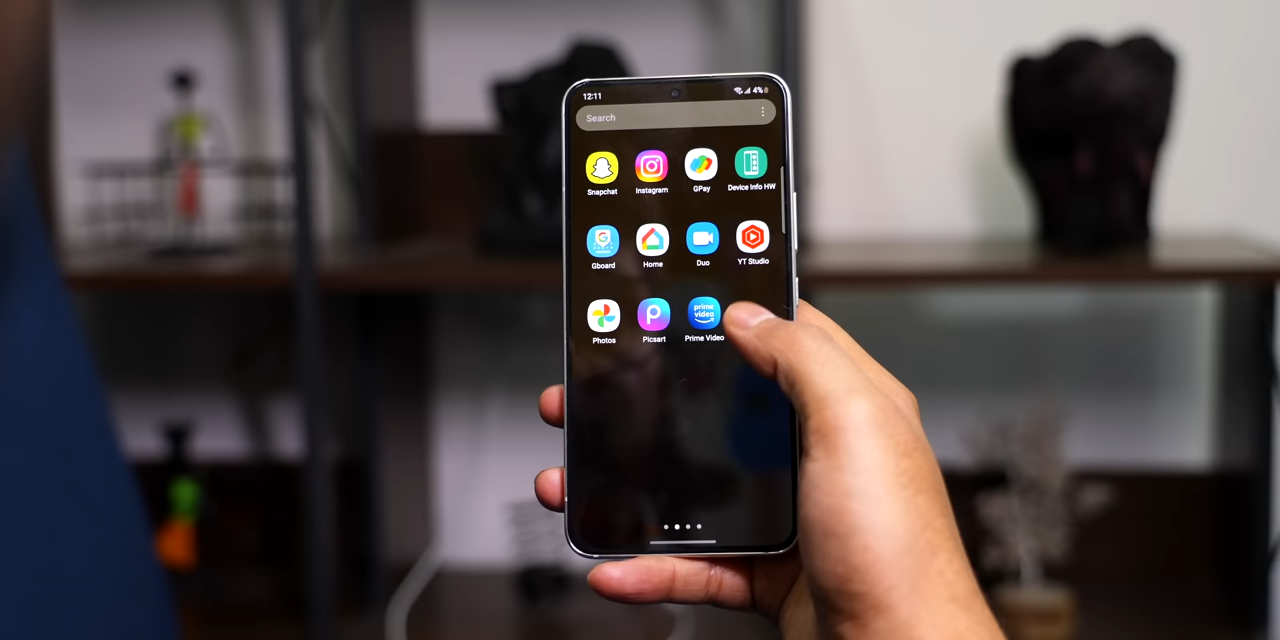 12:11 4%
Search
Snapchat Instagram GPay Device Info HW
Gboard Home Duo YT Studio
prime
video
Photos Picsart Prime Video